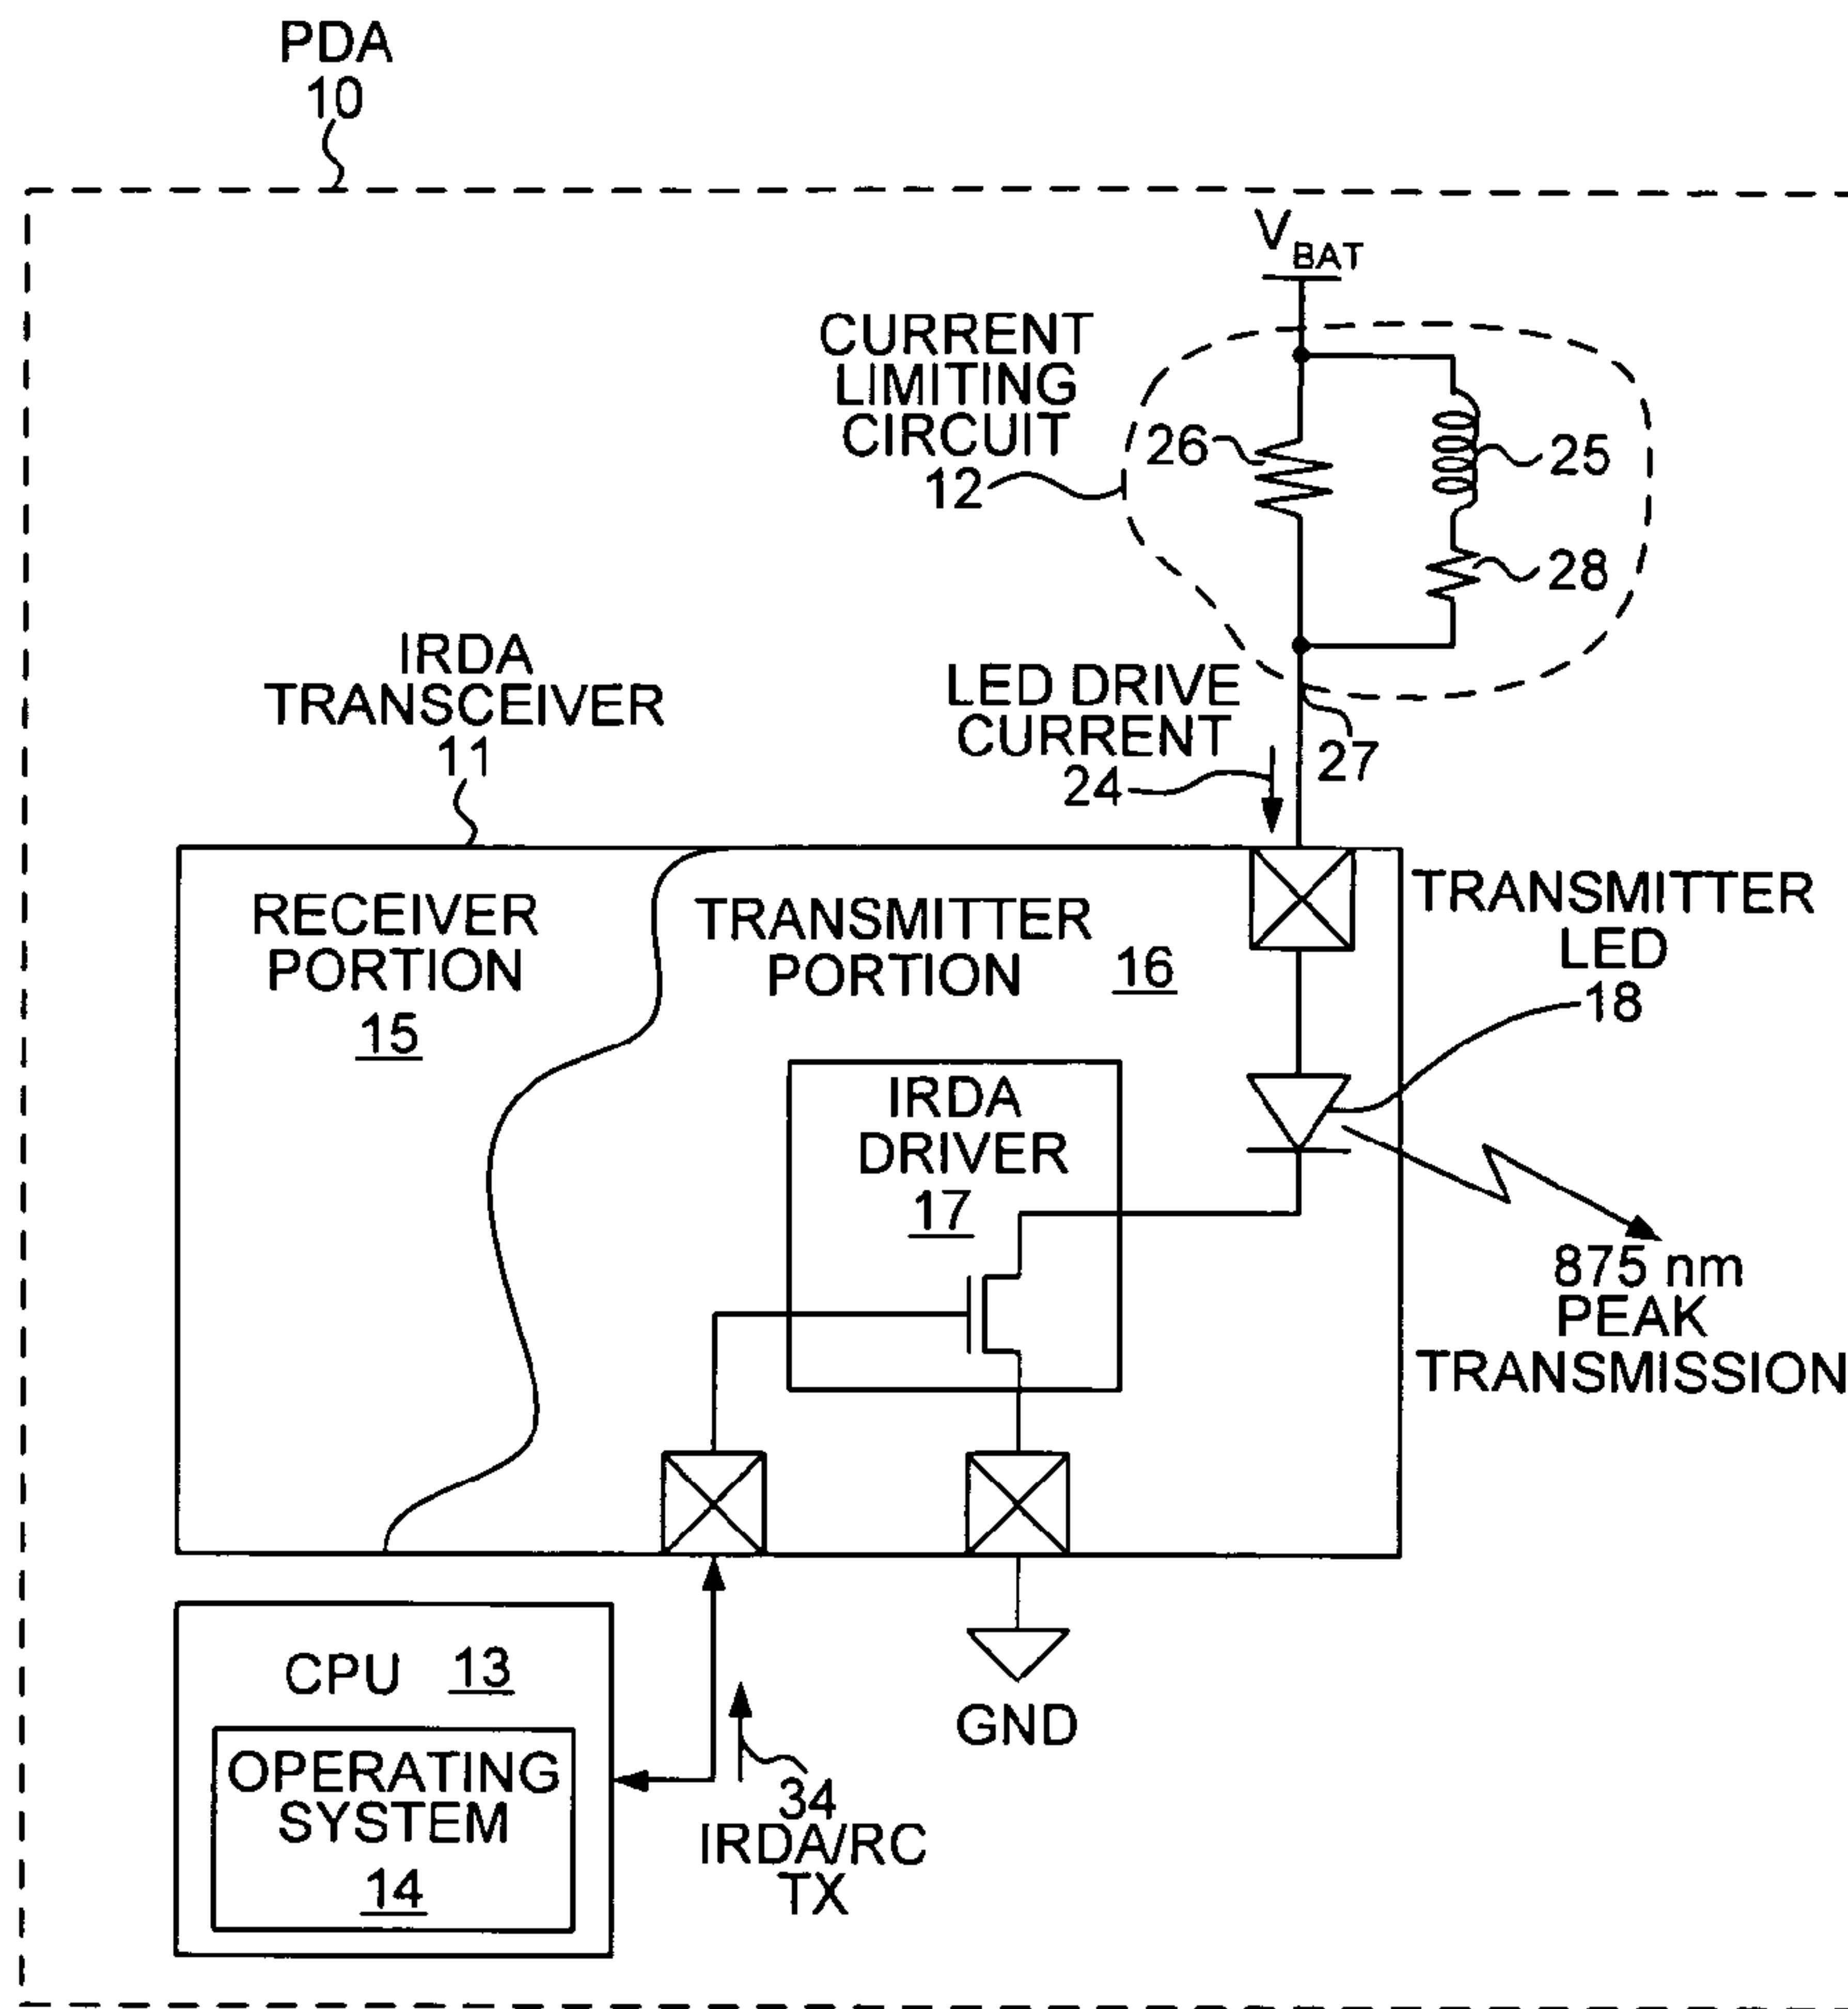 PDA
10
V BAT
CURRENT
LIMITING
CIRCUIT
12
26
25
28
IRDA
TRANSCEIVER
11
LED DRIVE
CURRENT
24
27
RECEIVER
PORTION
15
TRANSMITTER
PORTION
16
TRANSMITTER
LED
18
IRDA
DRIVER
17
875 nm
PEAK
TRANSMISSION
CPU 13
OPERATING
SYSTEM
14
34
IRDA/RC
TX
GND